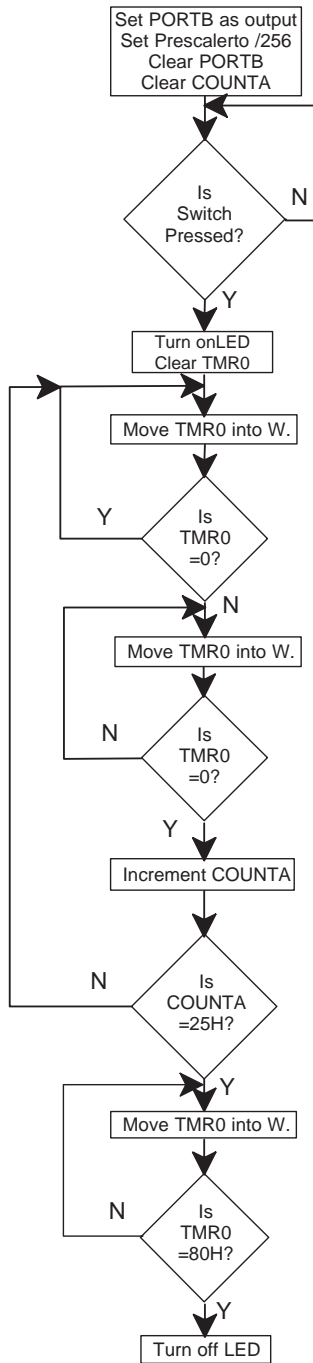 Set PORTB as output
Set Prescalerto /256
Clear PORTB
Clear COUNTA
Is
Switch
Pressed?
N
Y
Turn onLED
Clear TMR0
Move TMR0 into W.
Is
TMR0
=0?
Y
N
Move TMR0 into W.
Is
TMR0
=0?
N
Y
Increment COUNTA
Is
COUNTA
=25H?
N
Y
Move TMR0 into W.
Is
TMR0
=80H?
N
Y
Turn off LED